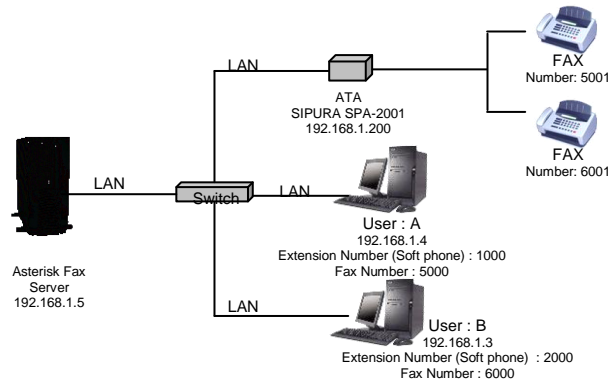 LAN
FAX
Number: 5001
ATA
SIPURA SPA-2001
192.168.1.200
FAX
Number: 6001
LAN
Switch
LAN
User : A
192.168.1.4
Extension Number (Soft phone) : 1000
Fax Number : 5000
Asterisk Fax
Server
192.168.1.5
LAN
User : B
192.168.1.3
Extension Number (Soft phone) : 2000
Fax Number : 6000